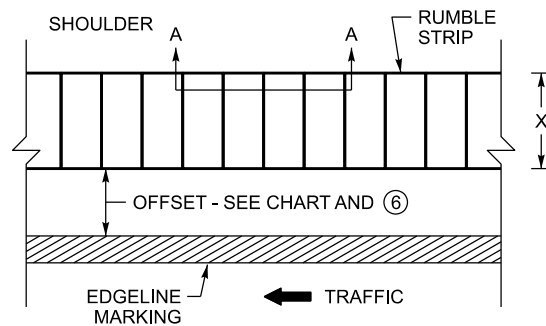 SHOULDER
RUMBLE
STRIP
A
A
X
OFFSET - SEE CHART AND ⑥
EDGELINE
MARKING
TRAFFIC